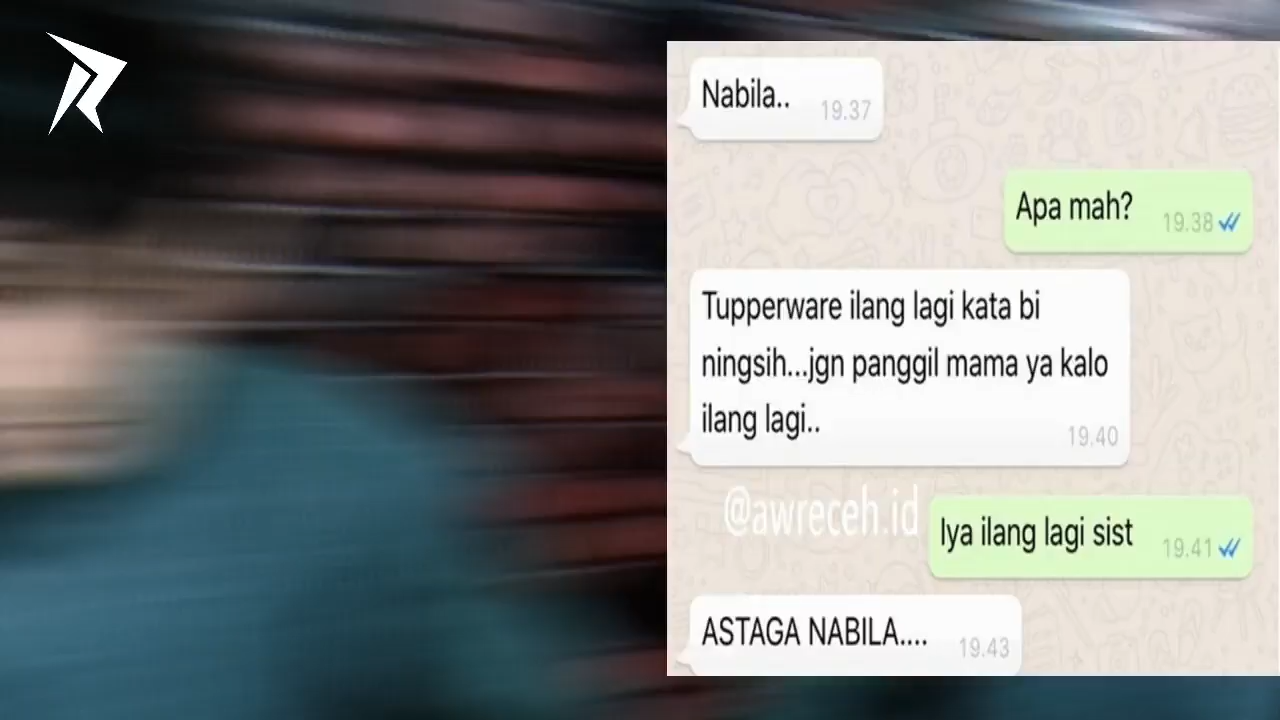 Nabila..
19.37
Apa mah?
19.38
Tupperware ilang lagi kata bi
ningsih...jgn panggil mama ya kalo
ilang lagi..
19.40
@awreceh.id
Iya ilang lagi sist
19.41
ASTAGA NABILA....
19.43